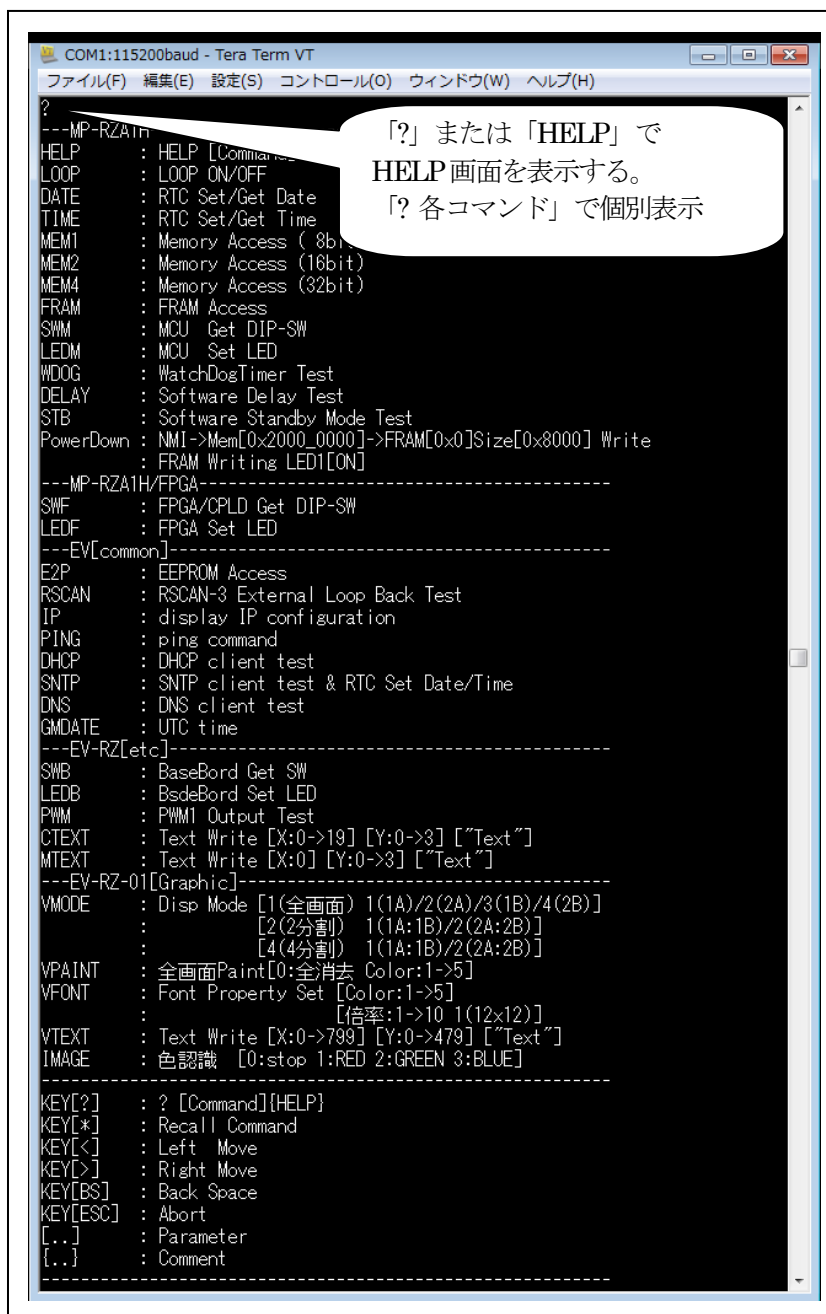 COM1:115200baud - Tera Term VT
ファイル(F) 編集(E) 設定(S) コントロール(O) ウィンドウ(W) ヘルプ(H)
?
「?」または「HELP」で
HELP画面を表示する。
「? 各コマンド」で個別表示
---MP-RZA1H
HELP : HELP [Command
LOOP : LOOP ON/OFF
DATE : RTC Set/Get Date
TIME : RTC Set/Get Time
MEM1 : Memory Access ( 8bit
MEM2 : Memory Access (16bit)
MEM4 : Memory Access (32bit)
FRAM : FRAM Access
SWM : MCU Get DIP-SW
LEDM : MCU Set LED
WDOG : WatchDogTimer Test
DELAY : Software Delay Test
STB : Software Standby Mode Test
PowerDown : NMI->Mem[0x2000_0000]->FRAM[0x0]Size[0x8000] Write
: FRAM Writing LED1[ON]
---MP-RZA1H/FPGA------------------------------------------
SWF : FPGA/CPLD Get DIP-SW
LEDF : FPGA Set LED
---EV[common]---------------------------------------------
E2P : EEPROM Access
RSCAN : RSCAN-3 External Loop Back Test
IP : display IP configuration
PING : ping command
DHCP : DHCP client test
SNTP : SNTP client test & RTC Set Date/Time
DNS : DNS client test
GMDATE : UTC time
---EV-RZ[etc]---------------------------------------------
SWB : BaseBord Get SW
LEDB : BsdeBord Set LED
PWM : PWM1 Output Test
CTEXT : Text Write [X:0->19] [Y:0->3] ["Text"]
MTEXT : Text Write [X:0] [Y:0->3] ["Text"]
---EV-RZ-01[Graphic]--------------------------------------
VMODE : Disp Mode [1(全画面) 1(1A)/2(2A)/3(1B)/4(2B)]
: [2(2分割) 1(1A:1B)/2(2A:2B)]
: [4(4分割) 1(1A:1B)/2(2A:2B)]
VPAINT : 全画面Paint[0:全消去 Color:1->5]
VFONT : Font Property Set [Color:1->5]
: [倍率:1->10 1(12x12)]
VTEXT : Text Write [X:0->799] [Y:0->479] ["Text"]
IMAGE : 色認識 [0:stop 1:RED 2:GREEN 3:BLUE]
----------------------------------------------------------
KEY[?] : ? [Command]{HELP}
KEY[*] : Recall Command
KEY[<] : Left Move
KEY[>] : Right Move
KEY[BS] : Back Space
KEY[ESC] : Abort
[..] : Parameter
{..} : Comment
----------------------------------------------------------